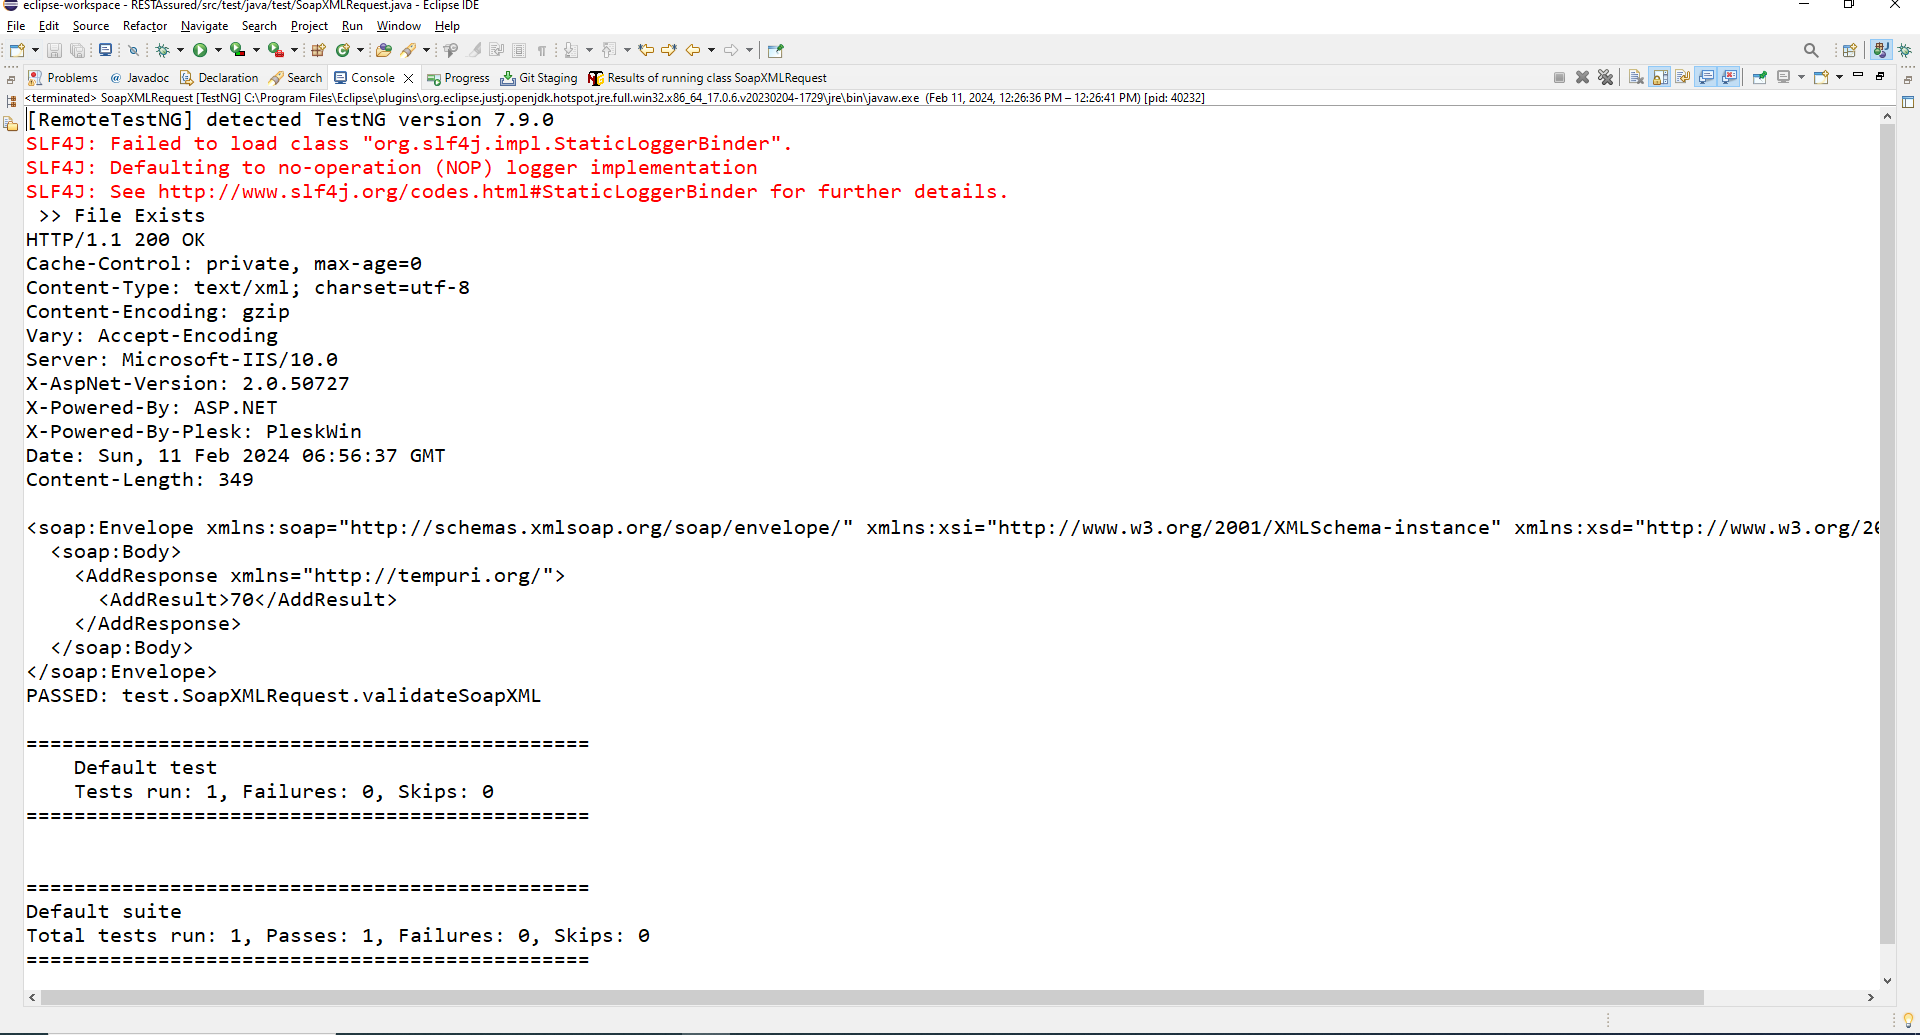 eclipse-workspace - RESTAssured/src/test/java/test/SoapXMLRequest.java - Eclipse IDE
File Edit Source Refactor Navigate Search Project Run Window Help
Problems @ Javadoc Declaration Search Console Progress Git Staging Results of running class SoapXMLRequest
<terminated> SoapXMLRequest [TestNG] C:\Program Files\Eclipse\plugins\org.eclipse.justj.openjdk.hotspot.jre.full.win32.x86_64_17.0.6.v20230204-1729\jre\bin\javaw.exe (Feb 11, 2024, 12:26:36 PM – 12:26:41 PM) [pid: 40232]
[RemoteTestNG] detected TestNG version 7.9.0
SLF4J: Failed to load class "org.slf4j.impl.StaticLoggerBinder".
SLF4J: Defaulting to no-operation (NOP) logger implementation
SLF4J: See http://www.slf4j.org/codes.html#StaticLoggerBinder for further details.
 >> File Exists
HTTP/1.1 200 OK
Cache-Control: private, max-age=0
Content-Type: text/xml; charset=utf-8
Content-Encoding: gzip
Vary: Accept-Encoding
Server: Microsoft-IIS/10.0
X-AspNet-Version: 2.0.50727
X-Powered-By: ASP.NET
X-Powered-By-Plesk: PleskWin
Date: Sun, 11 Feb 2024 06:56:37 GMT
Content-Length: 349
<soap:Envelope xmlns:soap="http://schemas.xmlsoap.org/soap/envelope/" xmlns:xsi="http://www.w3.org/2001/XMLSchema-instance" xmlns:xsd="http://www.w3.org/20
  <soap:Body>
    <AddResponse xmlns="http://tempuri.org/">
      <AddResult>70</AddResult>
    </AddResponse>
  </soap:Body>
</soap:Envelope>
PASSED: test.SoapXMLRequest.validateSoapXML
===============================================
    Default test
    Tests run: 1, Failures: 0, Skips: 0
===============================================
===============================================
Default suite
Total tests run: 1, Passes: 1, Failures: 0, Skips: 0
===============================================